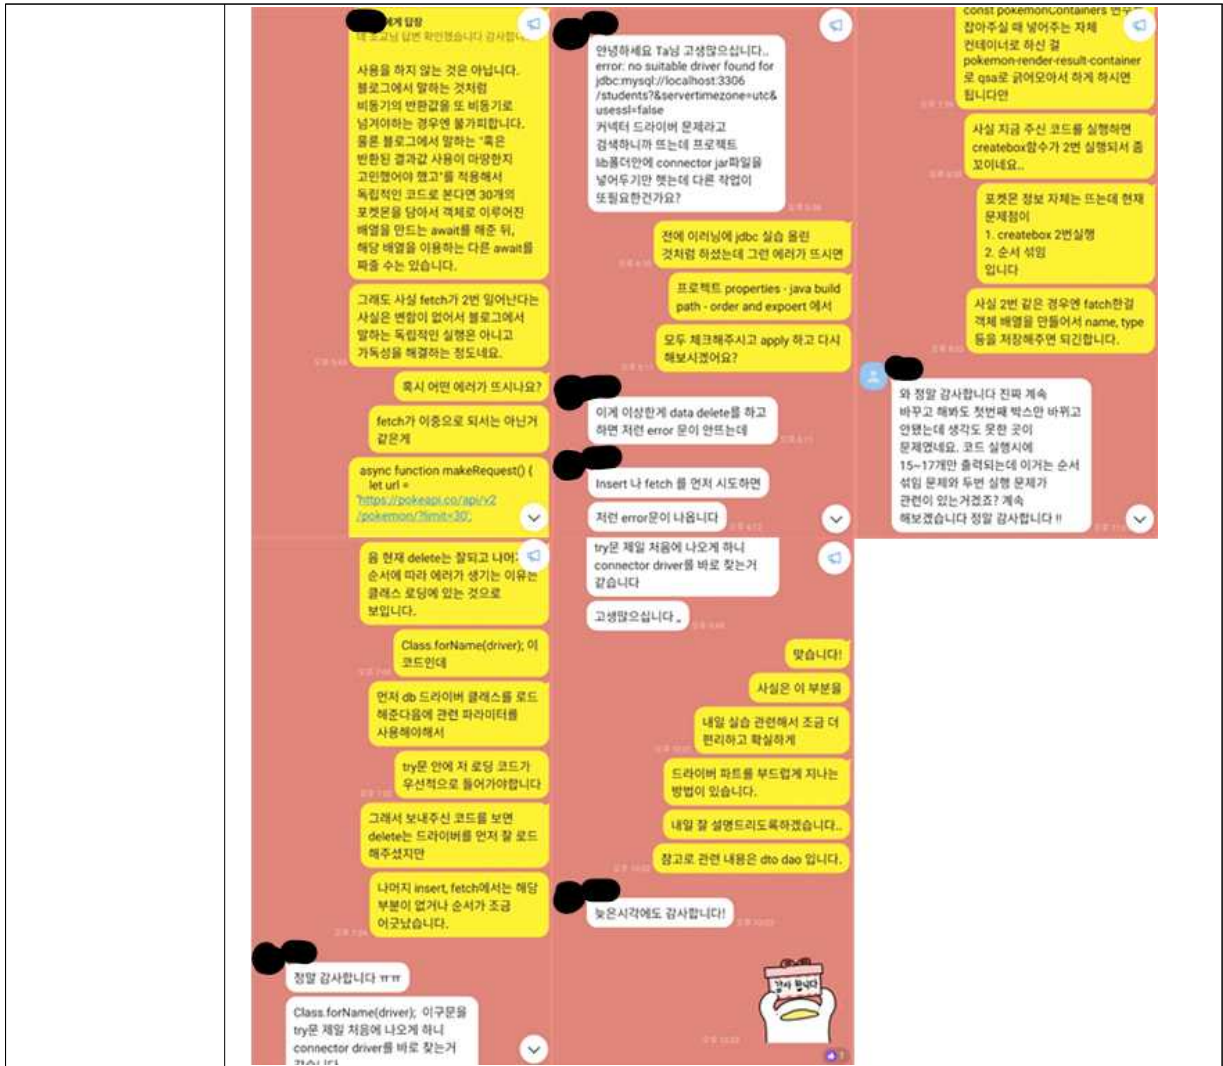 에게 답장
사용을 하지 않는 것은 아닙니다.
블로그에서 말하는 것처럼
비동기의 반환값을 또 비동기로
넘겨야하는 경우엔 불가피합니다.
물론 블로그에서 말하는 "혹은
반환된 결과값 사용이 마땅한지
고민했어야 했고"를 적용해서
독립적인 코드로 본다면 30개의
포켓몬을 담아서 객체로 이루어진
배열을 만드는 await를 해준 뒤,
해당 배열을 이용하는 다른 await를
짜줄 수는 있습니다.
그래도 사실 fetch가 2번 일어난다는
사실은 변함이 없어서 블로그에서
말하는 독립적인 실행은 아니고
가독성을 해결하는 정도네요.
혹시 어떤 에러가 뜨시나요?
fetch가 이중으로 되서는 아닌거
같은게
async function makeRequest() {
let url =
'https://pokeapi.co/api/v2
/pokemon/?limit=30';
안녕하세요 Ta님 고생많으십니다..
error: no suitable driver found for
jdbc:mysql://localhost:3306
/students?&servertimezone=utc&
usessl=false
커넥터 드라이버 문제라고
검색하니까 뜨는데 프로젝트
lib폴더안에 connector jar파일을
넣어두기만 햇는데 다른 작업이
또필요한건가요?
전에 이러닝에 jdbc 실습 올린
것처럼 하셨는데 그런 에러가 뜨시면
프로젝트 properties - java build
path - order and expoert 에서
모두 체크해주시고 apply 하고 다시
해보시겠어요?
이게 이상한게 data delete를 하고
하면 저런 error 문이 안뜨는데
Insert 나 fetch 를 먼저 시도하면
저런 error문이 나옵니다
const pokemonContainers 변수
잡아주실 때 넣어주는 자체
컨테이너로 하신 걸
pokemon-render-result-container
로 qsa로 긁어모아서 하게 하시면
됩니다만
사실 지금 주신 코드를 실행하면
createbox함수가 2번 실행되서 좀
꼬이네요..
포켓몬 정보 자체는 뜨는데 현재
문제점이
1. createbox 2번실행
2. 순서 섞임
입니다
사실 2번 같은 경우엔 fatch한걸
객체 배열을 만들어서 name, type
등을 저장해주면 되긴합니다.
와 정말 감사합니다 진짜 계속
바꾸고 해봐도 첫번째 박스만 바뀌고
안됐는데 생각도 못한 곳이
문제였네요. 코드 실행시에
15~17개만 출력되는데 이거는 순서
섞임 문제와 두번 실행 문제가
관련이 있는거겠죠? 계속
해보겠습니다 정말 감사합니다 !!
음 현재 delete는 잘되고 나머지
순서에 따라 에러가 생기는 이유는
클래스 로딩에 있는 것으로
보입니다.
Class.forName(driver); 이
코드인데
먼저 db 드라이버 클래스를 로드
해준다음에 관련 파라미터를
사용해야해서
try문 안에 저 로딩 코드가
우선적으로 들어가야합니다
그래서 보내주신 코드를 보면
delete는 드라이버를 먼저 잘 로드
해주셨지만
나머지 insert, fetch에서는 해당
부분이 없거나 순서가 조금
어긋났습니다.
정말 감사합니다 ㅠㅠ
Class.forName(driver); 이구문을
try문 제일 처음에 나오게 하니
connector driver를 바로 찾는거
같습니다
try문 제일 처음에 나오게 하니
connector driver를 바로 찾는거
같습니다
고생많으십니다 ..
맞습니다!
사실은 이 부분을
내일 실습 관련해서 조금 더
편리하고 확실하게
드라이버 파트를 부드럽게 지나는
방법이 있습니다.
내일 잘 설명드리도록하겠습니다..
참고로 관련 내용은 dto dao 입니다.
늦은시각에도 감사합니다!
감사 합니다
1